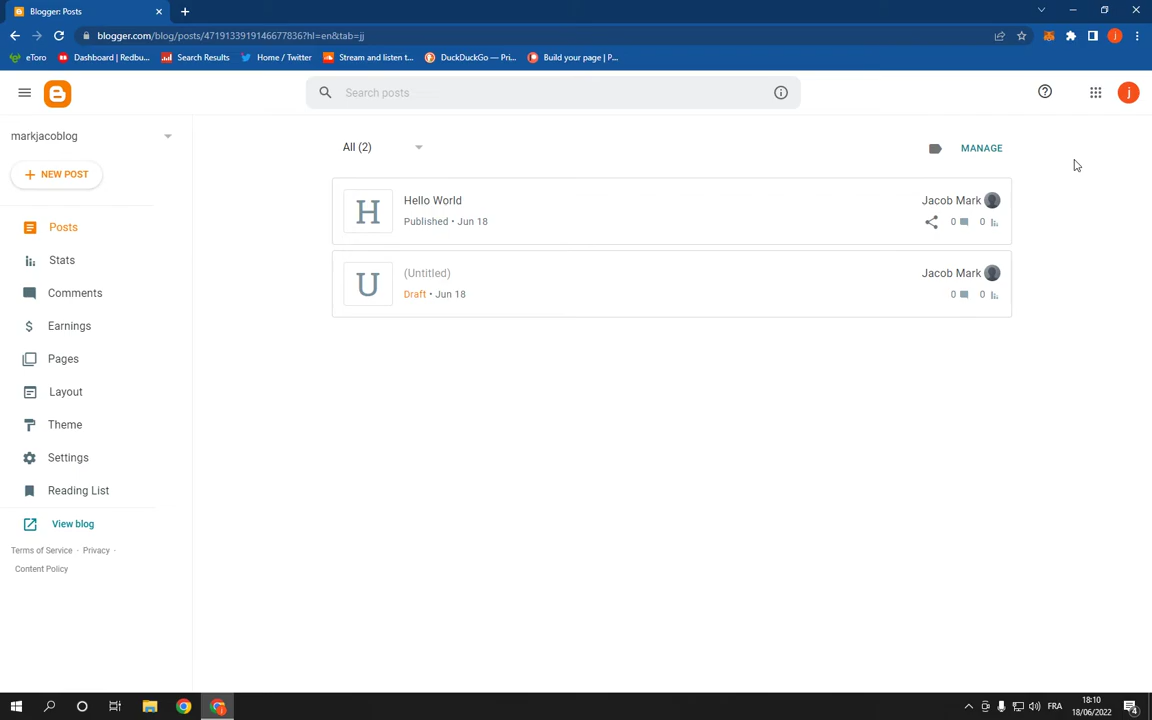 Blogger: Posts
blogger.com/blog/posts/4719133919146677836?hl=en&tab=jj
eToro
Dashboard | Redbu...
Search Results
Home / Twitter
Stream and listen t...
DuckDuckGo — Pri...
Build your page | P...
Search posts
j
markjacoblog
All (2)
MANAGE
NEW POST
H
Hello World
Jacob Mark
Published • Jun 18
0
0
Posts
Stats
U
(Untitled)
Jacob Mark
Draft • Jun 18
0
0
Comments
Earnings
Pages
Layout
Theme
Settings
Reading List
View blog
Terms of Service · Privacy ·
Content Policy
FRA
18:10
18/06/2022
4